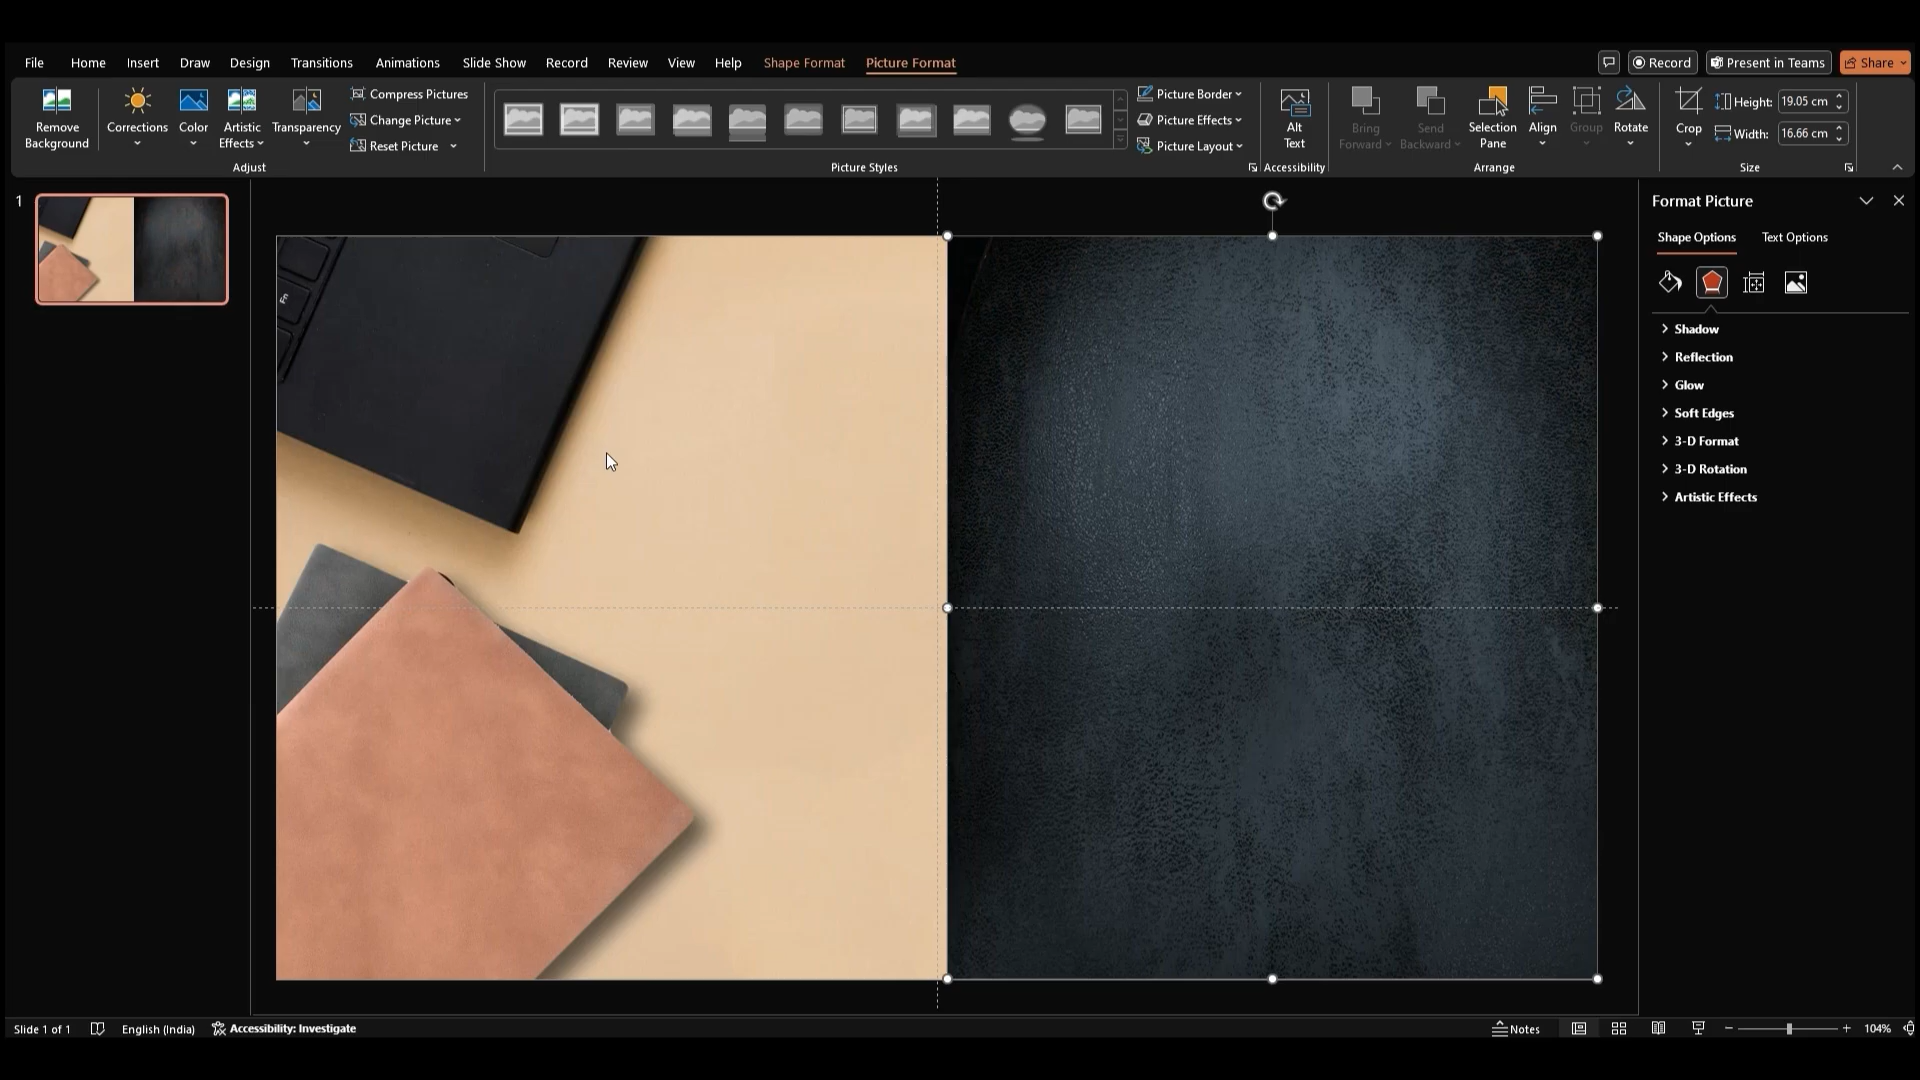 File Home Insert Draw Design Transitions Animations Slide Show Record Review View Help Shape Format Picture Format Record Present in Teams Share
Remove Background
Corrections
Color
Artistic Effects
Transparency
Compress Pictures
Change Picture
Reset Picture
Adjust
Picture Styles
Picture Border
Picture Effects
Picture Layout
Alt Text
Accessibility
Bring Forward
Send Backward
Selection Pane
Align
Group
Rotate
Arrange
Crop
Height: 19.05 cm
Width: 16.66 cm
Size
1
Fn
Format Picture
Shape Options Text Options
Shadow
Reflection
Glow
Soft Edges
3-D Format
3-D Rotation
Artistic Effects
Slide 1 of 1 English (India) Accessibility: Investigate Notes 104%